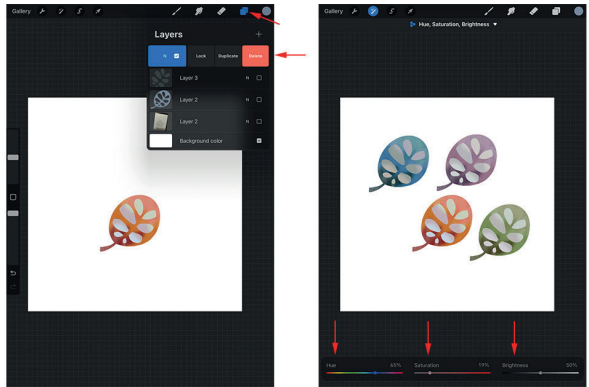 Gallery
Layers
N Lock Duplicate Delete
Layer 3 N
Layer 2 N
Layer 2 N
Background color
Gallery
Hue, Saturation, Brightness
Hue 65% Saturation 19% Brightness 50%